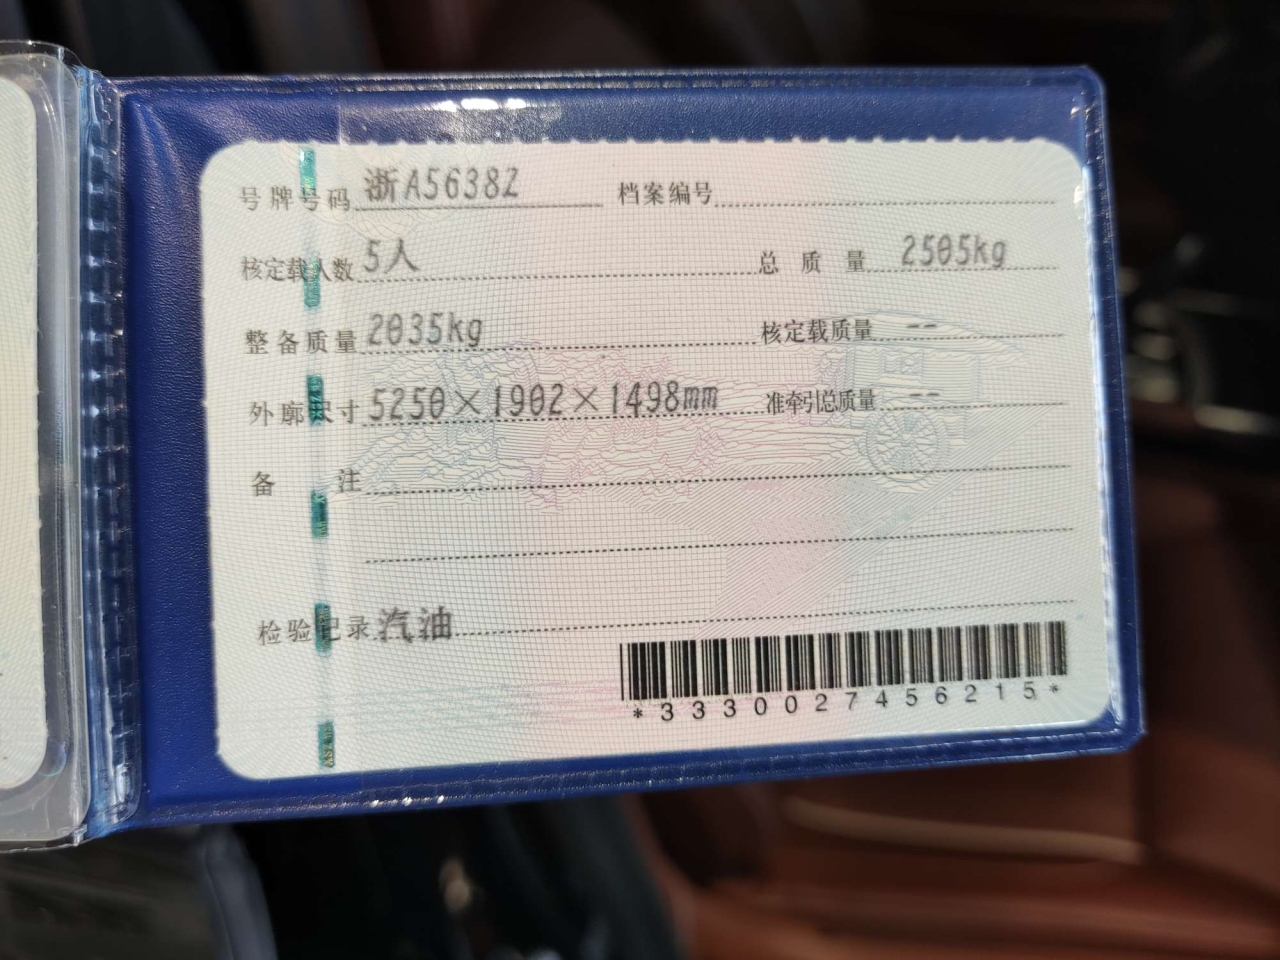 号牌号码 浙A5638Z 档案编号
核定载人数 5人 总质量 2505kg
整备质量 2035kg 核定载质量 --
外廓尺寸 5250×1902×1498mm 准牵引总质量 --
备注
检验记录 汽油
*3330027456215*